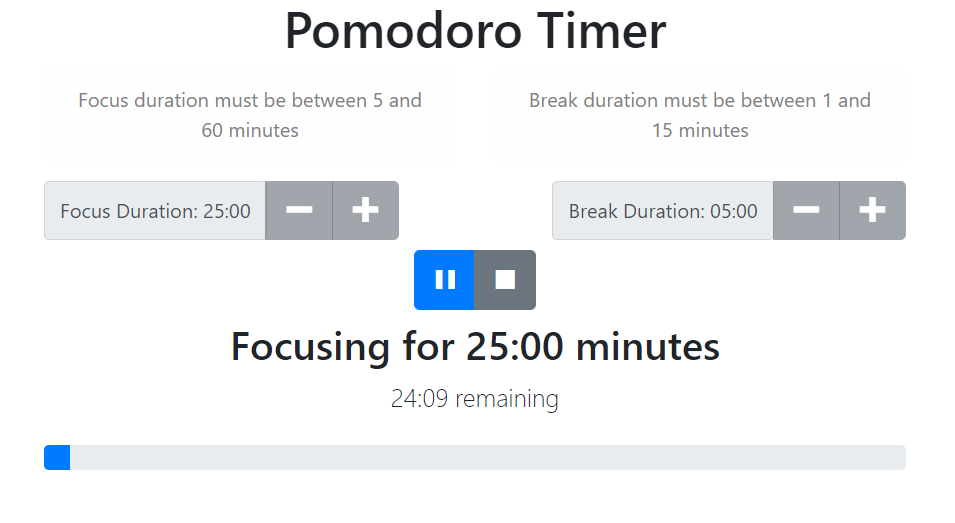 Pomodoro Timer
Focus duration must be between 5 and
60 minutes
Break duration must be between 1 and
15 minutes
Focus Duration: 25:00
Break Duration: 05:00
Focusing for 25:00 minutes
24:09 remaining